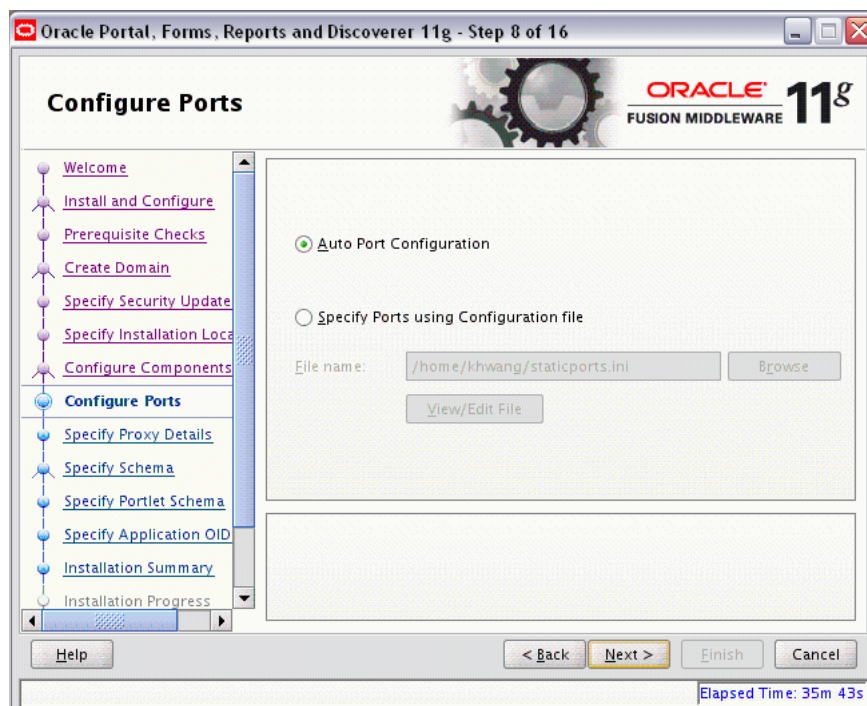 Oracle Portal, Forms, Reports and Discoverer 11g - Step 8 of 16
Configure Ports
ORACLE
FUSION MIDDLEWARE
11g
Welcome
Install and Configure
Prerequisite Checks
Create Domain
Specify Security Update
Specify Installation Loca
Configure Components
Configure Ports
Specify Proxy Details
Specify Schema
Specify Portlet Schema
Specify Application OID
Installation Summary
Installation Progress
Auto Port Configuration
Specify Ports using Configuration file
File name: /home/khwang/staticports.ini Browse
View/Edit File
Help < Back Next > Finish Cancel
Elapsed Time: 35m 43s